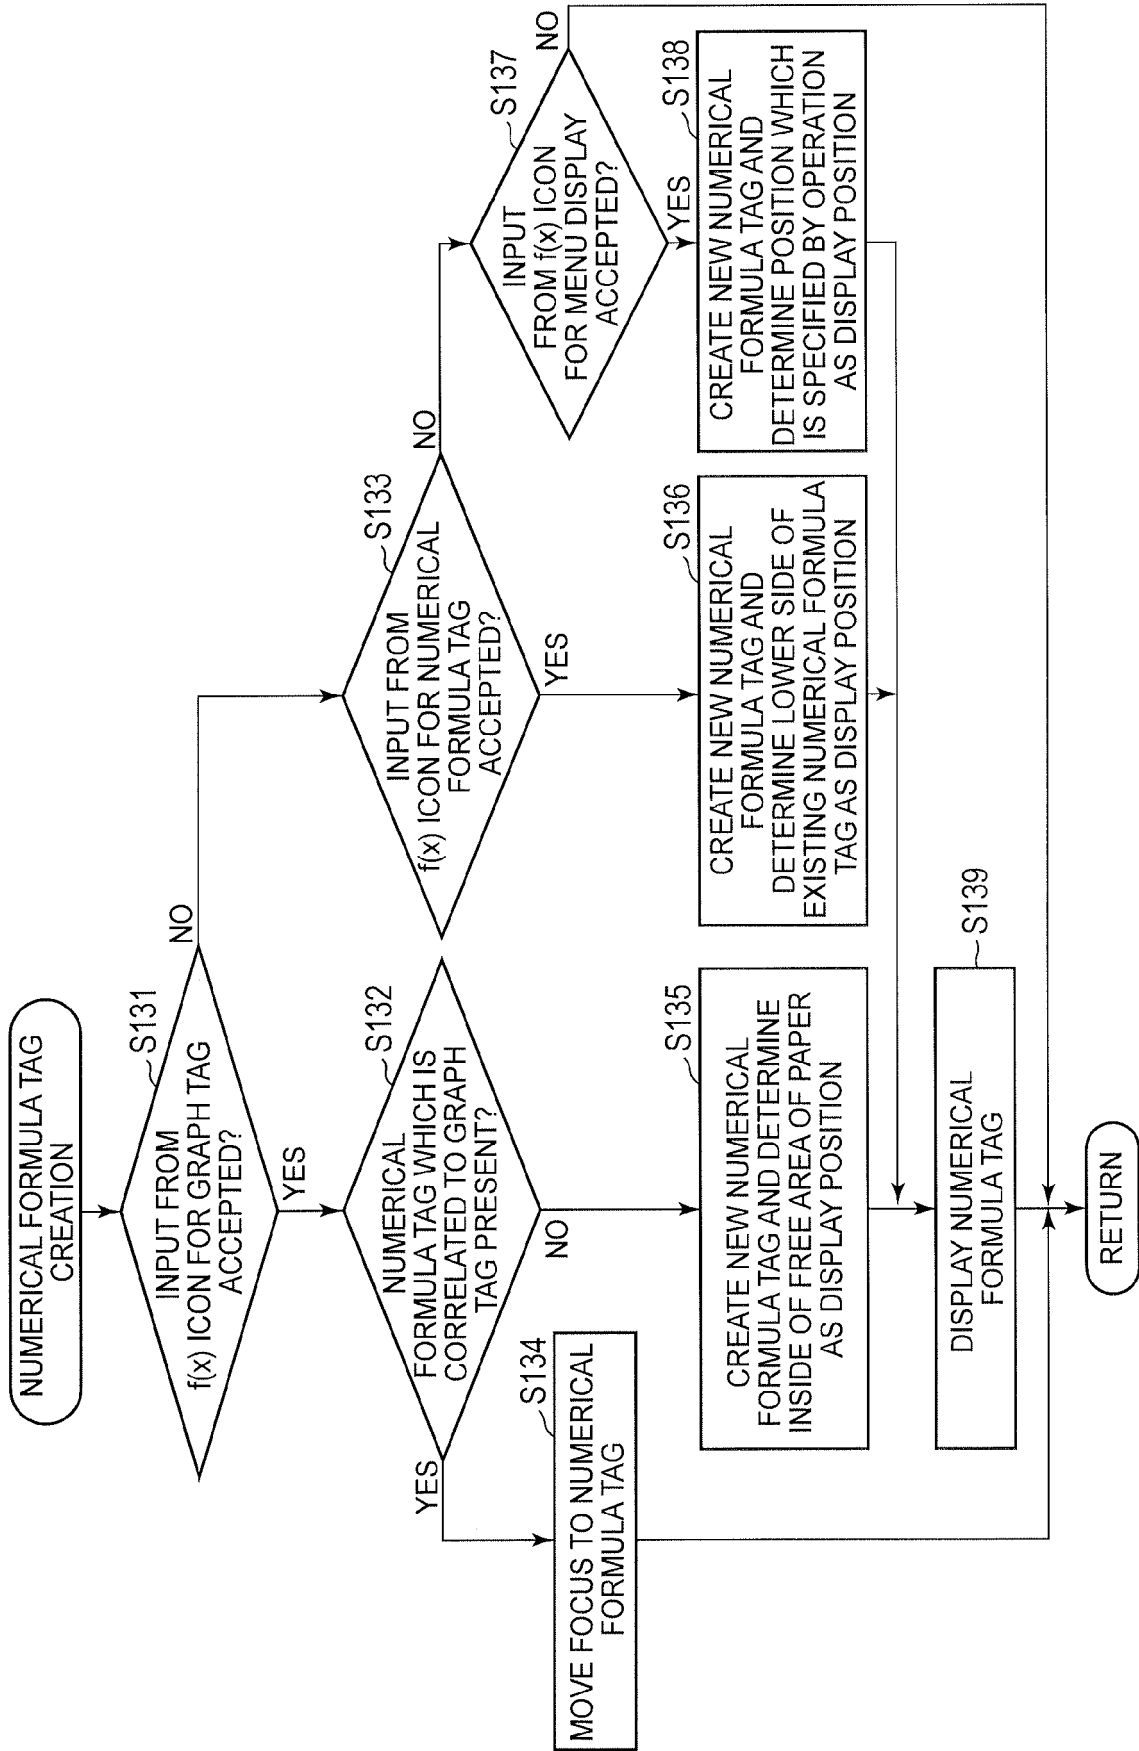 NUMERICAL FORMULA TAG
CREATION
S131
INPUT FROM
f(x) ICON FOR GRAPH TAG
ACCEPTED?
NO
YES
S132
NUMERICAL
FORMULA TAG WHICH IS
CORRELATED TO GRAPH
TAG PRESENT?
YES
NO
S133
INPUT FROM
f(x) ICON FOR NUMERICAL
FORMULA TAG
ACCEPTED?
NO
YES
S134
MOVE FOCUS TO NUMERICAL
FORMULA TAG
S137
INPUT
FROM f(x) ICON
FOR MENU DISPLAY
ACCEPTED?
NO
YES
S135
CREATE NEW NUMERICAL
FORMULA TAG AND DETERMINE
INSIDE OF FREE AREA OF PAPER
AS DISPLAY POSITION
S136
CREATE NEW NUMERICAL
FORMULA TAG AND
DETERMINE LOWER SIDE OF
EXISTING NUMERICAL FORMULA
TAG AS DISPLAY POSITION
S138
CREATE NEW NUMERICAL
FORMULA TAG AND
DETERMINE POSITION WHICH
IS SPECIFIED BY OPERATION
AS DISPLAY POSITION
S139
DISPLAY NUMERICAL
FORMULA TAG
RETURN